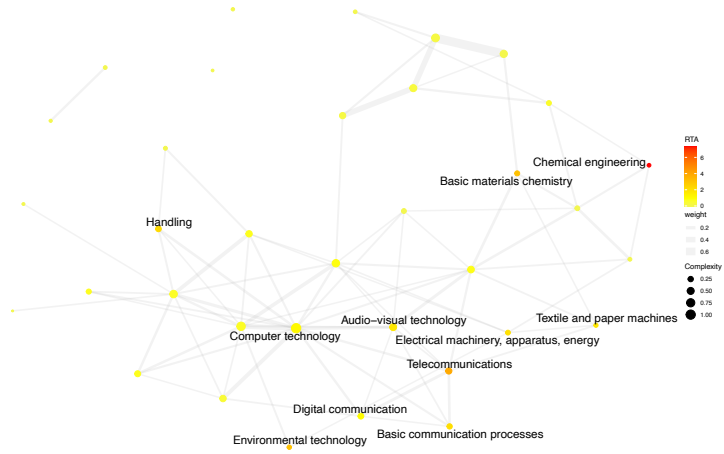 RTA
Chemical engineering
6
Basic materials chemistry
4
2
0
weight
Handling
0.2
0.4
0.6
Complexity
0.25
0.50
0.75
Audio–visual technology
Textile and paper machines
1.00
Computer technology
Electrical machinery, apparatus, energy
Telecommunications
Digital communication
Basic communication processes
Environmental technology